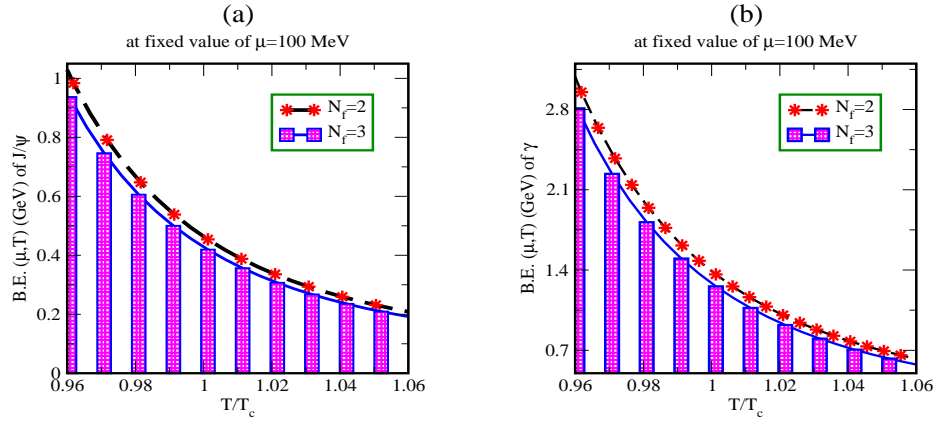 (a)
at fixed value of μ=100 MeV
B.E. (μ,T) (GeV) of J/ψ
1
0.8
0.6
0.4
0.2
0
0.96
0.98
1
1.02
1.04
1.06
T/T_c
N_f=2
N_f=3
(b)
at fixed value of μ=100 MeV
B.E. (μ,T) (GeV) of γ
2.8
2.1
1.4
0.7
0.96
0.98
1
1.02
1.04
1.06
T/T_c
N_f=2
N_f=3